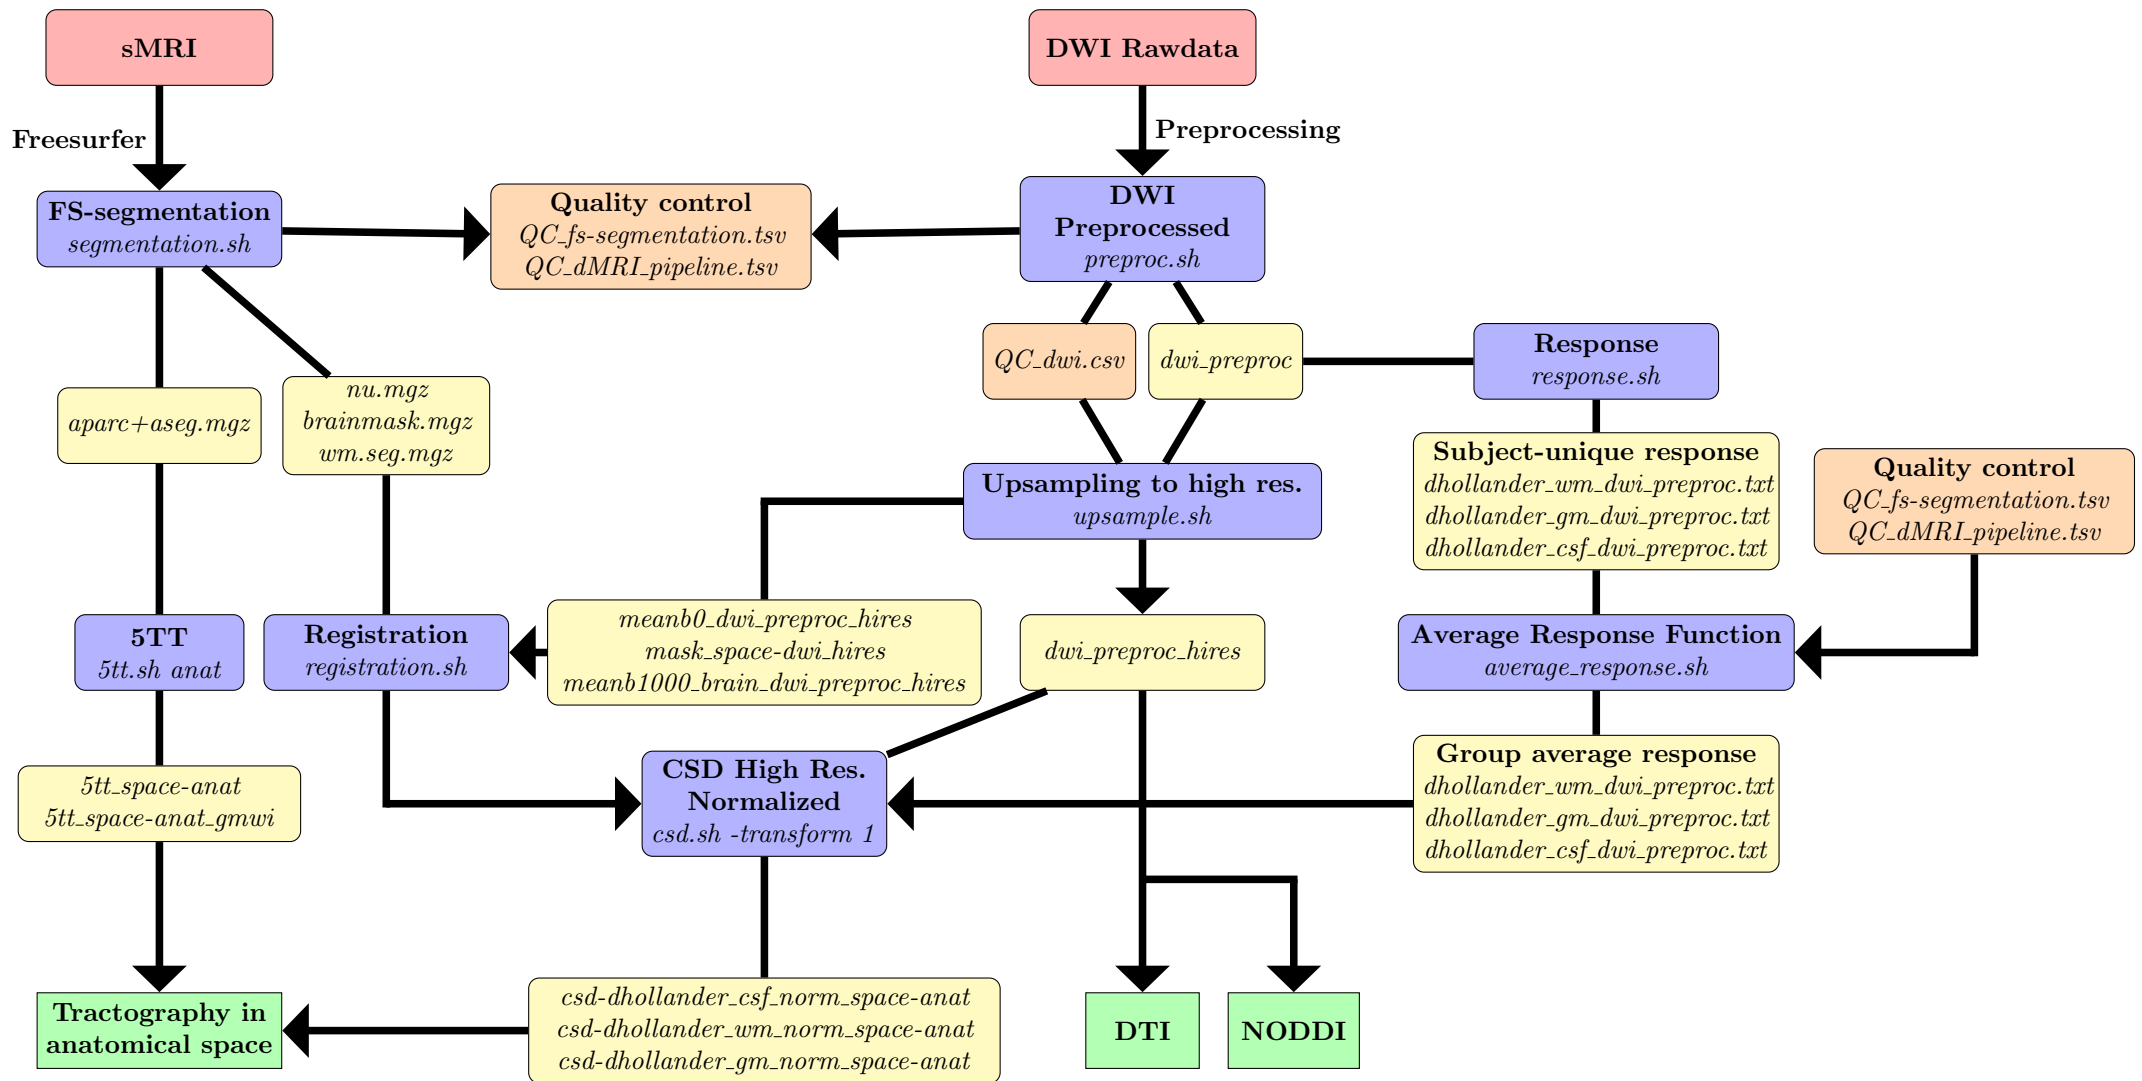 sMRI
DWI Rawdata
Freesurfer
Preprocessing
FS-segmentation
segmentation.sh
Quality control
QC_fs-segmentation.tsv
QC_dMRI_pipeline.tsv
DWI
Preprocessed
preproc.sh
QC_dwi.csv
dwi_preproc
Response
response.sh
aparc+aseg.mgz
nu.mgz
brainmask.mgz
wm.seg.mgz
Upsampling to high res.
upsample.sh
Subject-unique response
dhollander_wm_dwi_preproc.txt
dhollander_gm_dwi_preproc.txt
dhollander_csf_dwi_preproc.txt
Quality control
QC_fs-segmentation.tsv
QC_dMRI_pipeline.tsv
5TT
5tt.sh anat
Registration
registration.sh
meanb0_dwi_preproc_hires
mask_space-dwi_hires
meanb1000_brain_dwi_preproc_hires
dwi_preproc_hires
Average Response Function
average_response.sh
5tt_space-anat
5tt_space-anat_gmwi
CSD High Res.
Normalized
csd.sh -transform 1
Group average response
dhollander_wm_dwi_preproc.txt
dhollander_gm_dwi_preproc.txt
dhollander_csf_dwi_preproc.txt
Tractography in
anatomical space
csd-dhollander_csf_norm_space-anat
csd-dhollander_wm_norm_space-anat
csd-dhollander_gm_norm_space-anat
DTI
NODDI